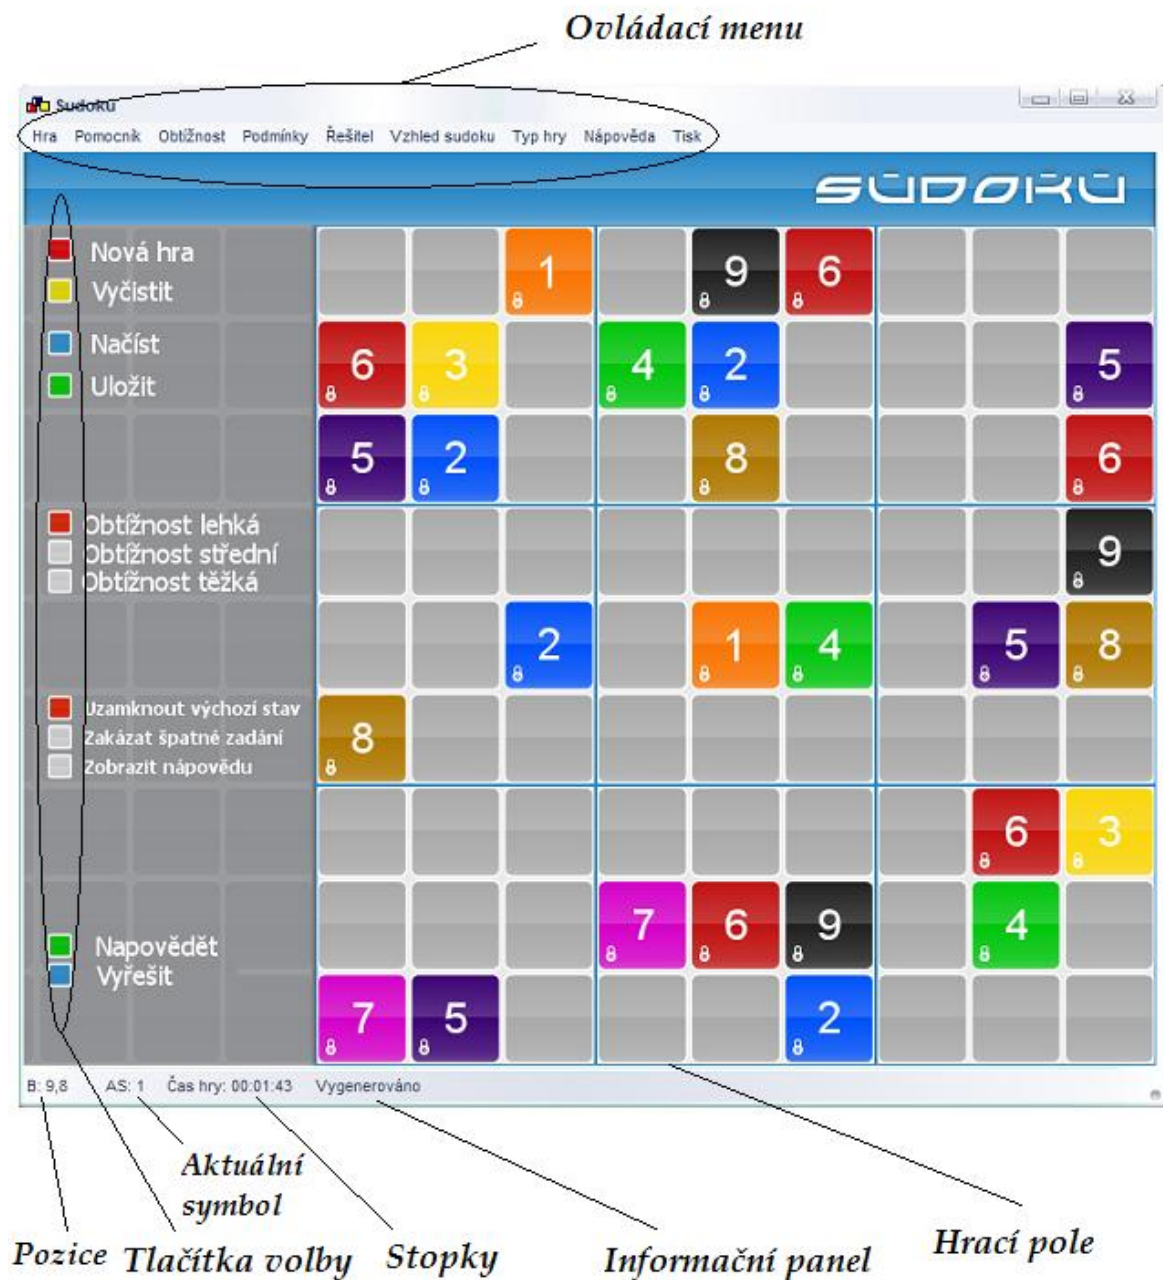 Ovládací menu
Sudoku
Hra Pomocník Obtížnost Podmínky Řešitel Vzhled sudoku Typ hry Nápověda Tisk
SUDOKU
Nová hra
Vyčistit
Načíst
Uložit
Obtížnost lehká
Obtížnost střední
Obtížnost těžká
Uzamknout výchozí stav
Zakázat špatné zadání
Zobrazit nápovědu
Napovědět
Vyřešit
1 9 6
6 3 4 2 5
5 2 8 6
9
2 1 4 5 8
8
6 3
7 6 9 4
7 5 2
B: 9,8 AS: 1 Čas hry: 00:01:43 Vygenerováno
Aktuální
symbol
Pozice Tlačítka volby Stopky Informační panel Hrací pole